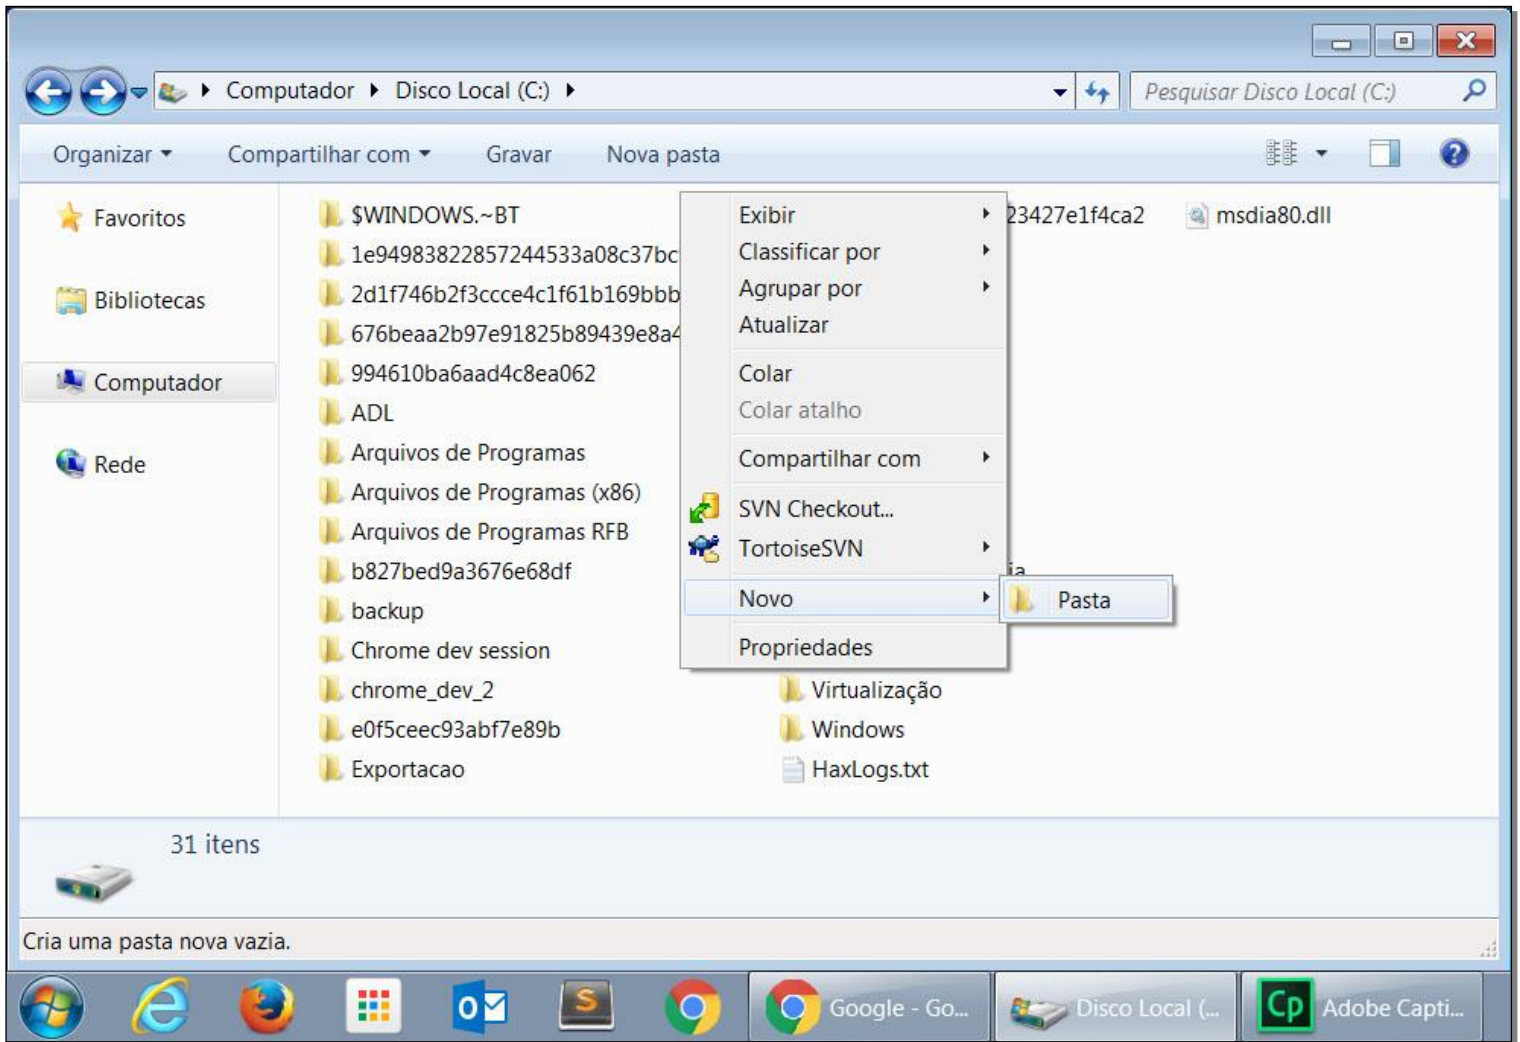 Computador Disco Local (C:)
Pesquisar Disco Local (C:)
Organizar
Compartilhar com
Gravar
Nova pasta
Favoritos
Bibliotecas
Computador
Rede
$WINDOWS.~BT
1e94983822857244533a08c37bc
2d1f746b2f3ccce4c1f61b169bbb
676beaa2b97e91825b89439e8a4
994610ba6aad4c8ea062
ADL
Arquivos de Programas
Arquivos de Programas (x86)
Arquivos de Programas RFB
b827bed9a3676e68df
backup
Chrome dev session
chrome_dev_2
e0f5ceec93abf7e89b
Exportacao
Exibir
Classificar por
Agrupar por
Atualizar
Colar
Colar atalho
Compartilhar com
SVN Checkout...
TortoiseSVN
Novo
Propriedades
Pasta
Virtualização
Windows
HaxLogs.txt
23427e1f4ca2
msdia80.dll
31 itens
Cria uma pasta nova vazia.
Google - Go...
Disco Local (...
Cp
Adobe Capti...